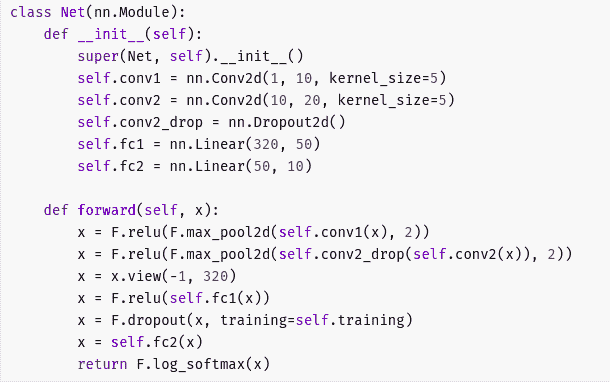 class Net(nn.Module):
    def __init__(self):
        super(Net, self).__init__()
        self.conv1 = nn.Conv2d(1, 10, kernel_size=5)
        self.conv2 = nn.Conv2d(10, 20, kernel_size=5)
        self.conv2_drop = nn.Dropout2d()
        self.fc1 = nn.Linear(320, 50)
        self.fc2 = nn.Linear(50, 10)

    def forward(self, x):
        x = F.relu(F.max_pool2d(self.conv1(x), 2))
        x = F.relu(F.max_pool2d(self.conv2_drop(self.conv2(x)), 2))
        x = x.view(-1, 320)
        x = F.relu(self.fc1(x))
        x = F.dropout(x, training=self.training)
        x = self.fc2(x)
        return F.log_softmax(x)